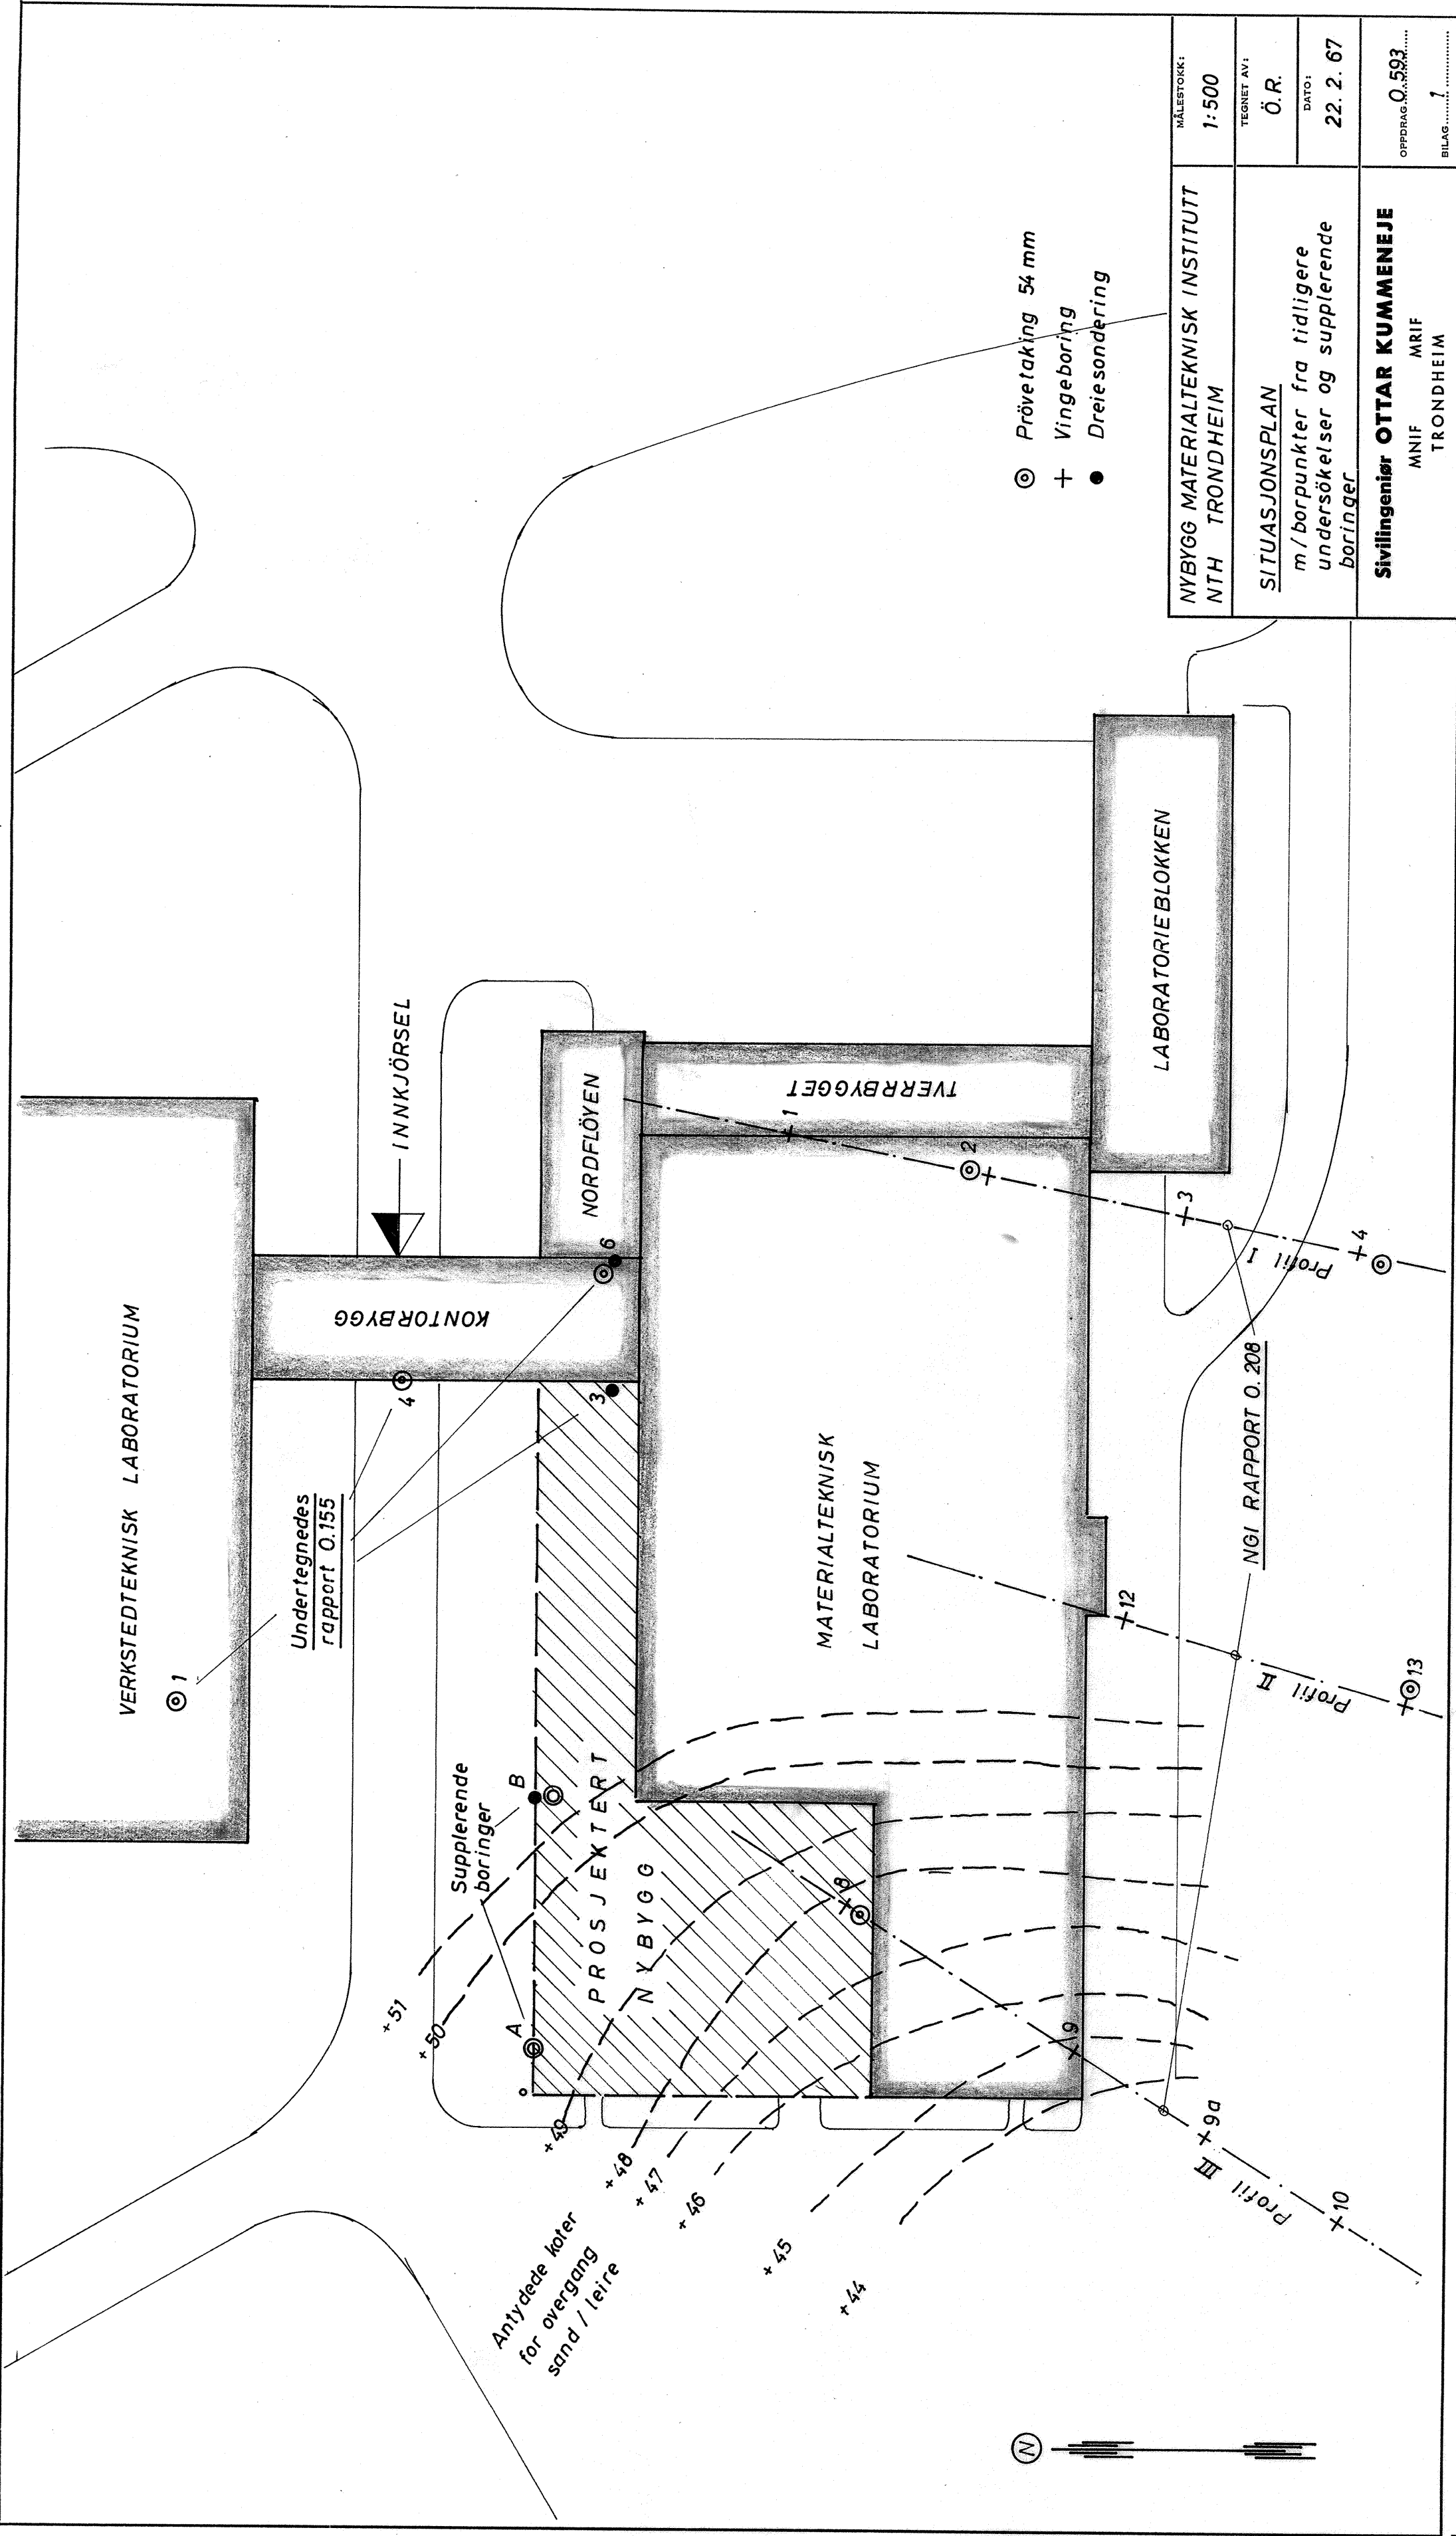 VERKSTEDTEKNISK LABORATORIUM
1
Undertegnedes
rapport 0.155
KONTORBYGG
4
INNKJÖRSEL
NORDFLÖYEN
6
3
TVERRBYGGET
1
2
3
4
Profil I
LABORATORIEBLOKKEN
MATERIALTEKNISK
LABORATORIUM
Supplerende
boringer
B
A
PROSJEKTERT
NYBYGG
8
9
9a
10
Profil III
12
13
Profil II
NGI RAPPORT 0.208
+51
+50
+49
+48
+47
+46
+45
+44
Antydede koter
for overgang
sand / leire
N
Prövetaking 54 mm
Vingeboring
Dreiesondering
NYBYGG MATERIALTEKNISK INSTITUTT
NTH TRONDHEIM
SITUASJONSPLAN
m/borpunkter fra tidligere
undersökelser og supplerende
boringer
MÅLESTOKK:
1:500
TEGNET AV:
Ö.R.
DATO:
22. 2. 67
Sivilingeniør OTTAR KUMMENEJE
MNIF MRIF
TRONDHEIM
OPPDRAG O 593
BILAG 1